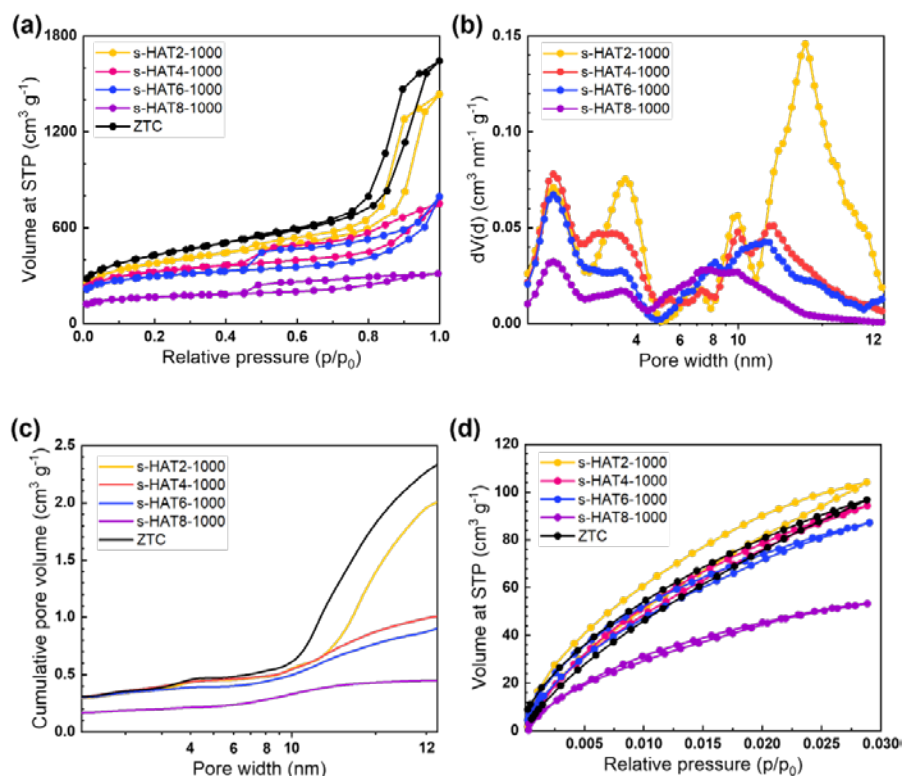 (a)
1800
1200
600
300
0
0.0 0.2 0.4 0.6 0.8 1.0
Volume at STP (cm³ g⁻¹)
Relative pressure (p/p₀)
s-HAT2-1000
s-HAT4-1000
s-HAT6-1000
s-HAT8-1000
ZTC
(b)
0.15
0.10
0.05
0.00
4 6 8 10 12
dV(d) (cm³ nm⁻¹ g⁻¹)
Pore width (nm)
s-HAT2-1000
s-HAT4-1000
s-HAT6-1000
s-HAT8-1000
(c)
2.5
2.0
1.5
1.0
0.5
0.0
4 6 8 10 12
Cumulative pore volume (cm³ g⁻¹)
Pore width (nm)
s-HAT2-1000
s-HAT4-1000
s-HAT6-1000
s-HAT8-1000
ZTC
(d)
120
100
80
60
40
20
0
0.005 0.010 0.015 0.020 0.025 0.030
Volume at STP (cm³ g⁻¹)
Relative pressure (p/p₀)
s-HAT2-1000
s-HAT4-1000
s-HAT6-1000
s-HAT8-1000
ZTC